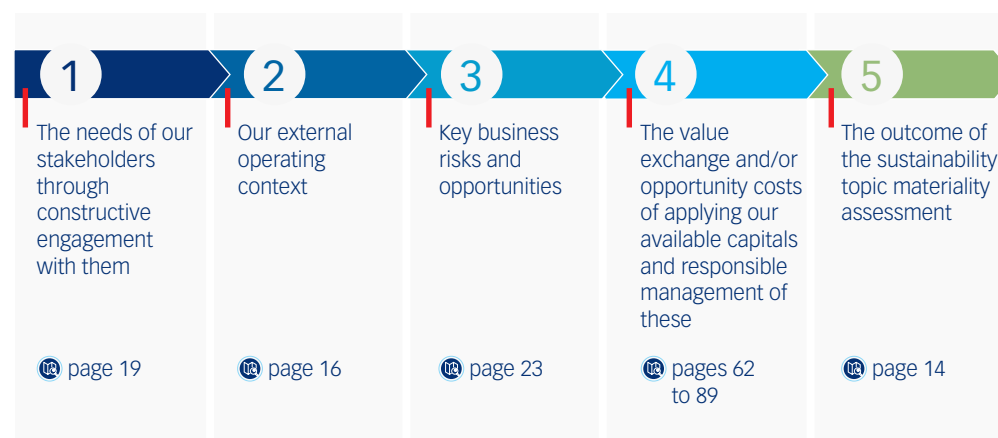 1
The needs of our
stakeholders
through
constructive
engagement
with them
page 19
2
Our external
operating
context
page 16
3
Key business
risks and
opportunities
page 23
4
The value
exchange and/or
opportunity costs
of applying our
available capitals
and responsible
management of
these
pages 62
to 89
5
The outcome of
the sustainability
topic materiality
assessment
page 14